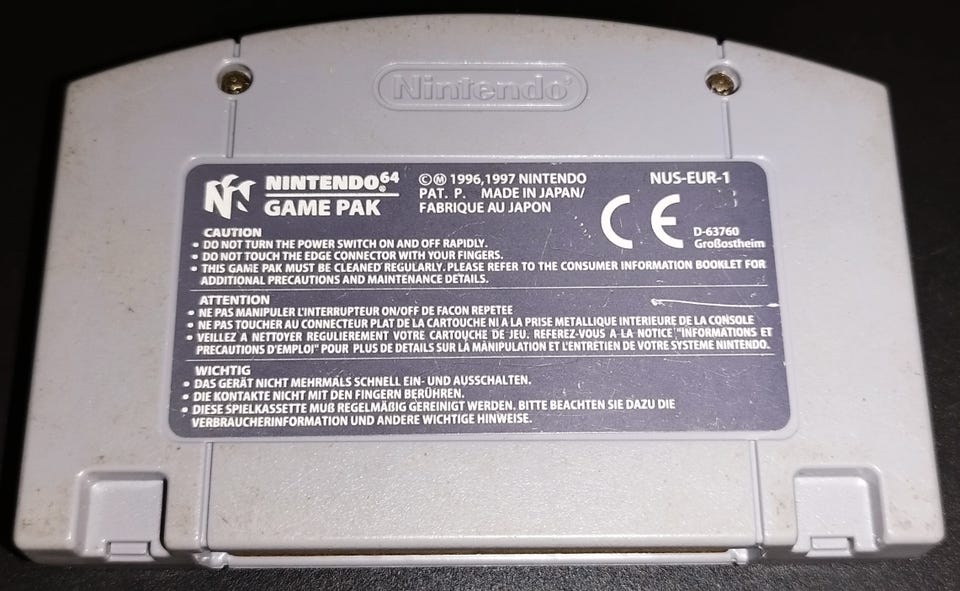 Nintendo®
NINTENDO®64
GAME PAK
©Ⓜ 1996,1997 NINTENDO
PAT. P. MADE IN JAPAN/
FABRIQUE AU JAPON
NUS-EUR-1
CE
D-63760
Großostheim
CAUTION
• DO NOT TURN THE POWER SWITCH ON AND OFF RAPIDLY.
• DO NOT TOUCH THE EDGE CONNECTOR WITH YOUR FINGERS.
• THIS GAME PAK MUST BE CLEANED REGULARLY. PLEASE REFER TO THE CONSUMER INFORMATION BOOKLET FOR
ADDITIONAL PRECAUTIONS AND MAINTENANCE DETAILS.
ATTENTION
• NE PAS MANIPULER L'INTERRUPTEUR ON/OFF DE FACON REPETEE
• NE PAS TOUCHER AU CONNECTEUR PLAT DE LA CARTOUCHE NI A LA PRISE METALLIQUE INTERIEURE DE LA CONSOLE
• VEILLEZ A NETTOYER REGULIEREMENT VOTRE CARTOUCHE DE JEU. REFEREZ-VOUS A LA NOTICE "INFORMATIONS ET
PRECAUTIONS D'EMPLOI" POUR PLUS DE DETAILS SUR LA MANIPULATION ET L'ENTRETIEN DE VOTRE SYSTEME NINTENDO.
WICHTIG
• DAS GERÄT NICHT MEHRMALS SCHNELL EIN- UND AUSSCHALTEN.
• DIE KONTAKTE NICHT MIT DEN FINGERN BERÜHREN.
• DIESE SPIELKASSETTE MUß REGELMÄßIG GEREINIGT WERDEN. BITTE BEACHTEN SIE DAZU DIE
VERBRAUCHERINFORMATION UND ANDERE WICHTIGE HINWEISE.